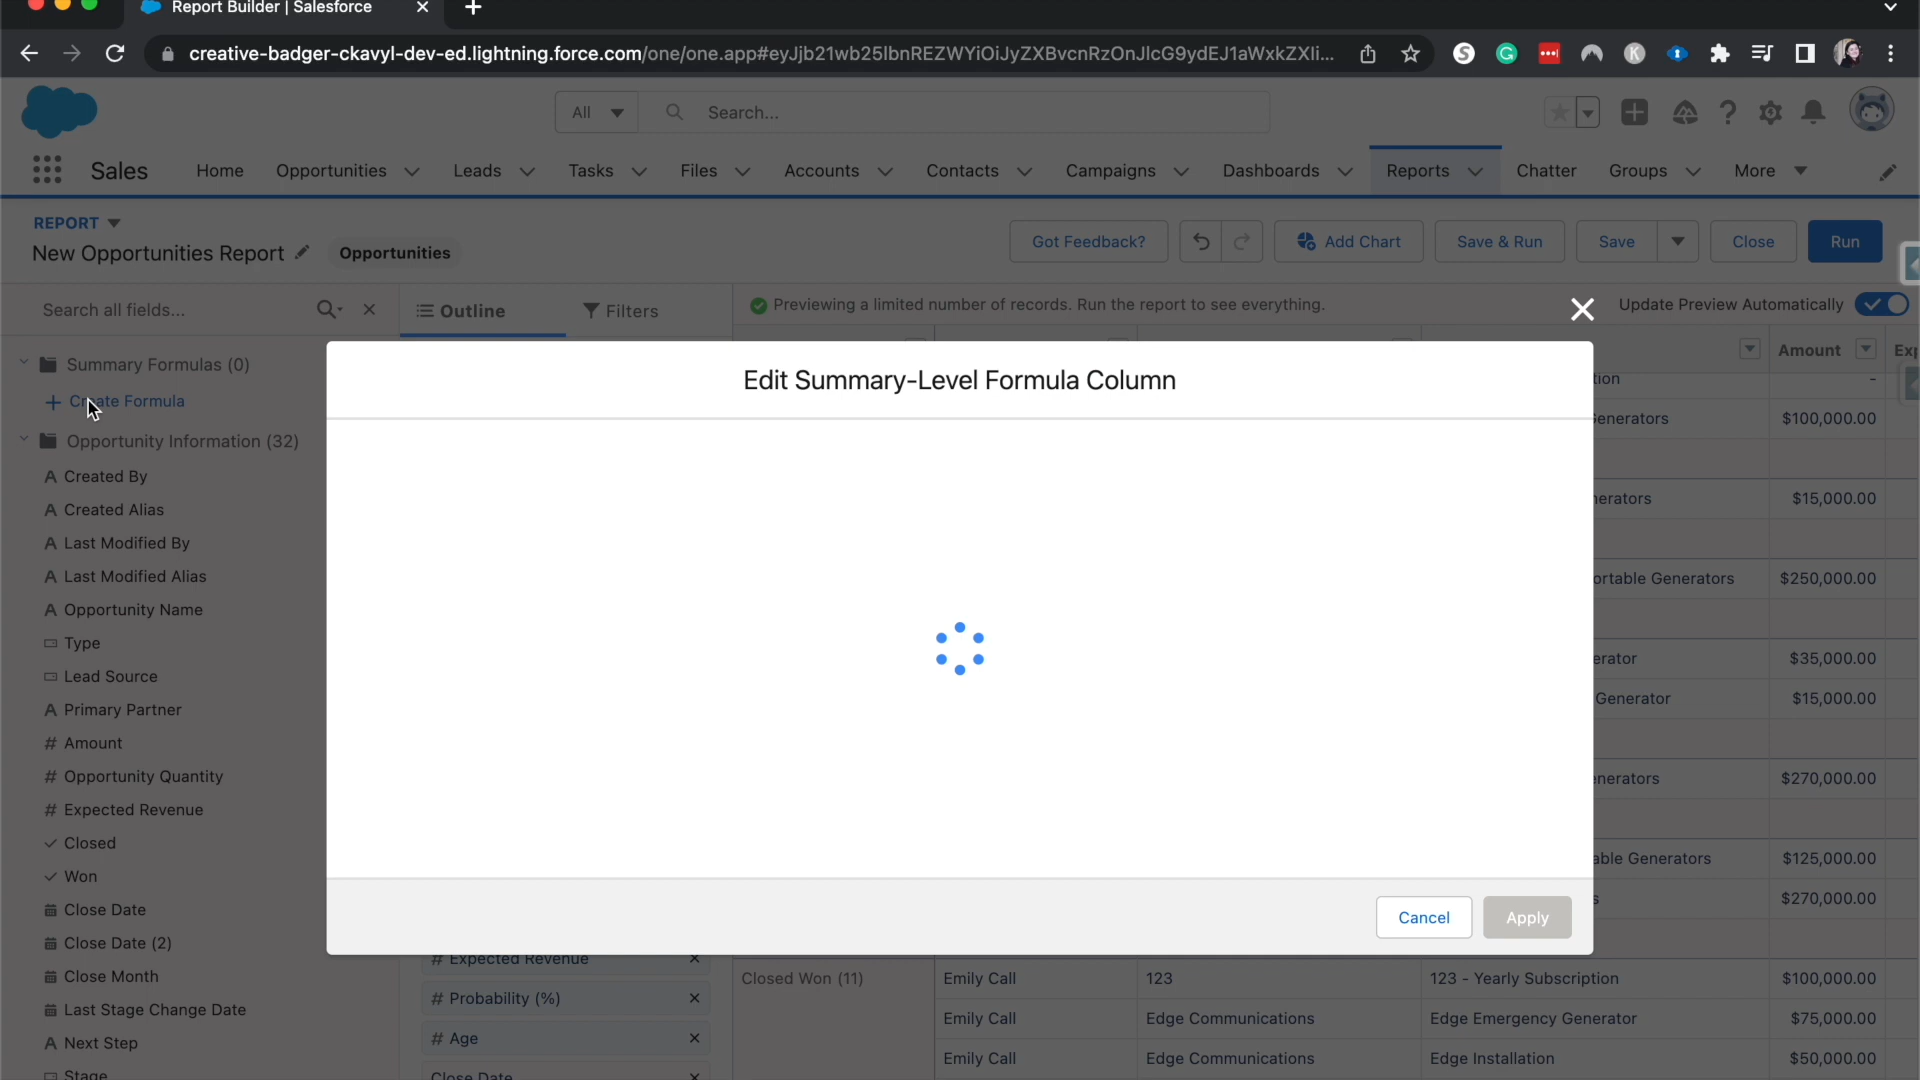 Report Builder | Salesforce
creative-badger-ckavyl-dev-ed.lightning.force.com/one/one.app#eyJjb21wb25lbnREZWYiOiJyZXBvcnRzOnJlcG9ydEJ1aWxkZXIi...
All Search...
Sales Home Opportunities Leads Tasks Files Accounts Contacts Campaigns Dashboards Reports Chatter Groups More
REPORT
New Opportunities Report Opportunities
Got Feedback? Add Chart Save & Run Save Close Run
Search all fields... Outline Filters
Previewing a limited number of records. Run the report to see everything. Update Preview Automatically
Summary Formulas (0)
Create Formula
Opportunity Information (32)
Created By
Created Alias
Last Modified By
Last Modified Alias
Opportunity Name
Type
Lead Source
Primary Partner
# Amount
# Opportunity Quantity
# Expected Revenue
Closed
Won
Close Date
Close Date (2)
Close Month
Last Stage Change Date
Next Step
Stage
Edit Summary-Level Formula Column
Cancel Apply
# Expected Revenue
# Probability (%)
# Age
Close Date
Amount
-
enerators $100,000.00
nerators $15,000.00
ortable Generators $250,000.00
erator $35,000.00
Generator $15,000.00
enerators $270,000.00
able Generators $125,000.00
s $270,000.00
Closed Won (11) Emily Call 123 123 - Yearly Subscription $100,000.00
Emily Call Edge Communications Edge Emergency Generator $75,000.00
Emily Call Edge Communications Edge Installation $50,000.00